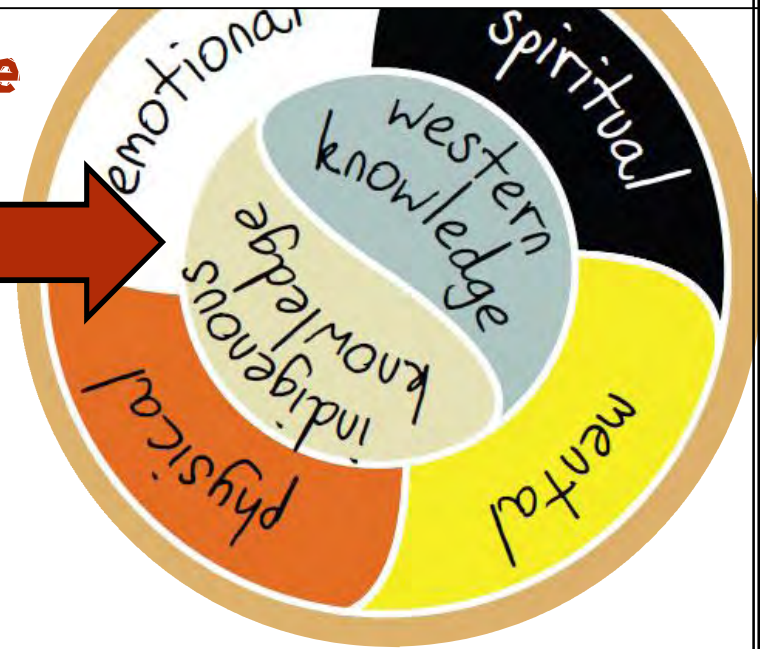 e
emotional
spiritual
western
knowledge
indigenous
knowledge
physical
mental